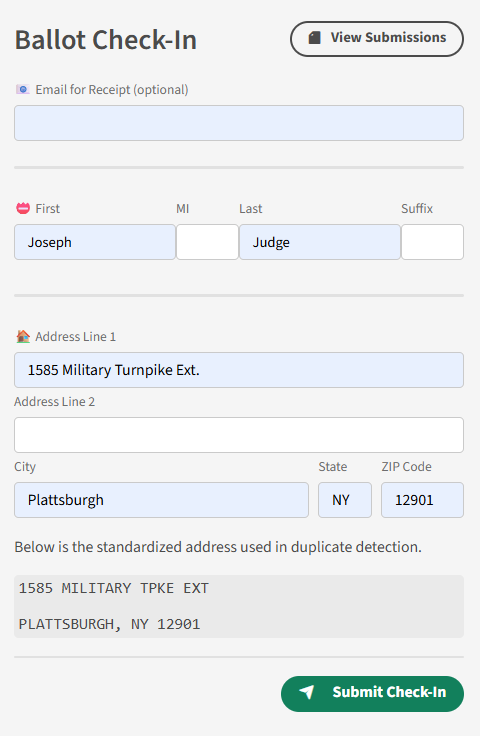 Ballot Check-In
View Submissions
Email for Receipt (optional)
First MI Last Suffix
Joseph Judge
Address Line 1
1585 Military Turnpike Ext.
Address Line 2
City State ZIP Code
Plattsburgh NY 12901
Below is the standardized address used in duplicate detection.
1585 MILITARY TPKE EXT
PLATTSBURGH, NY 12901
Submit Check-In